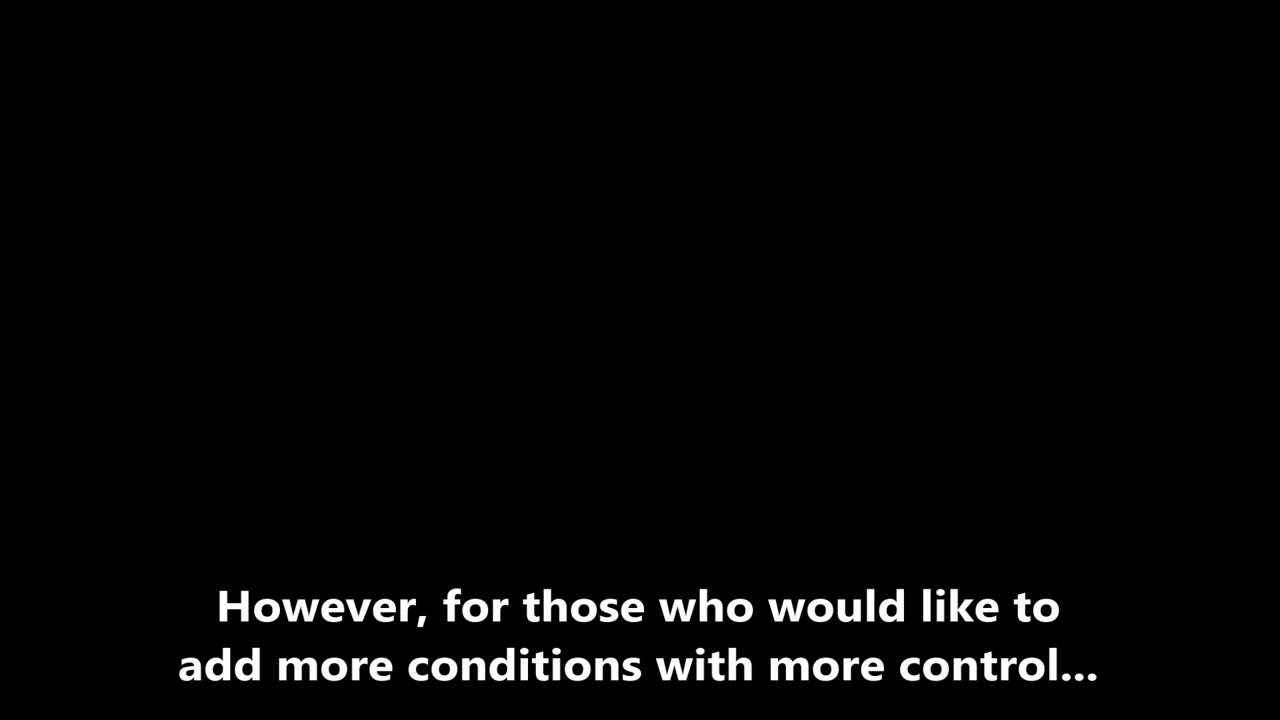 However, for those who would like to
add more conditions with more control...